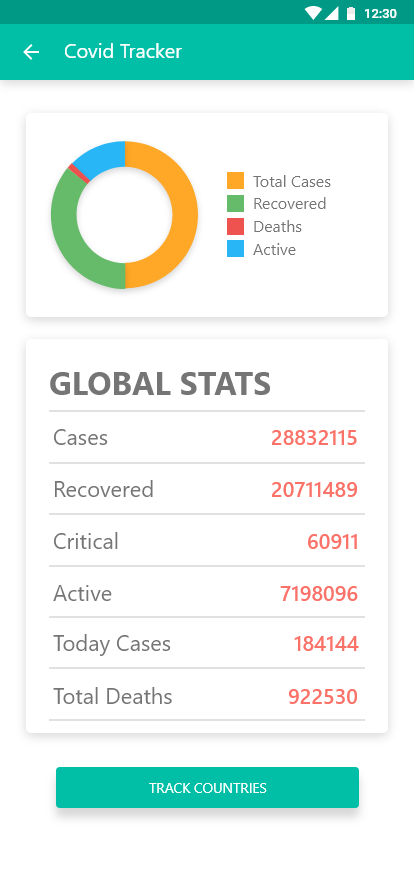 12:30
Covid Tracker
Total Cases
Recovered
Deaths
Active
GLOBAL STATS
Cases 28832115
Recovered 20711489
Critical 60911
Active 7198096
Today Cases 184144
Total Deaths 922530
TRACK COUNTRIES